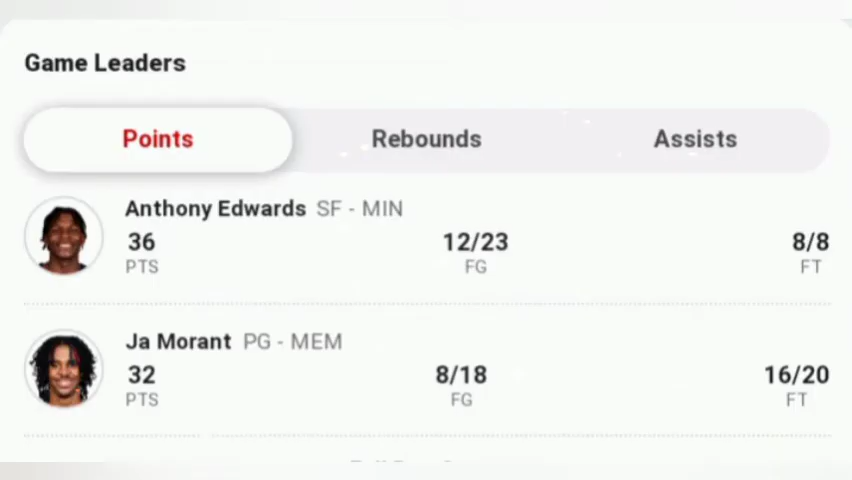 Game Leaders
Points Rebounds Assists
Anthony Edwards SF - MIN
36 12/23 8/8
PTS FG FT
Ja Morant PG - MEM
32 8/18 16/20
PTS FG FT